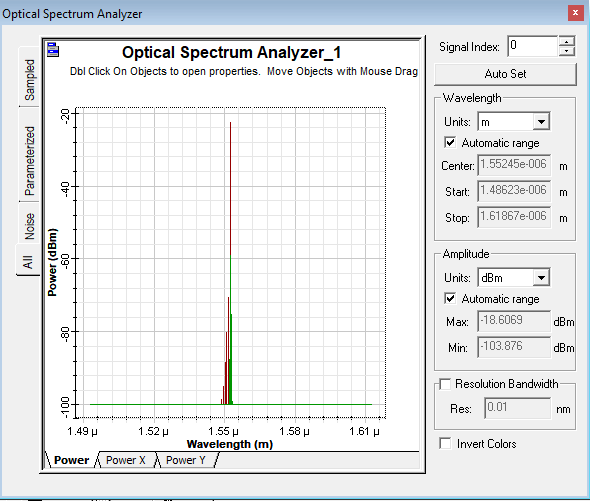 Optical Spectrum Analyzer
Optical Spectrum Analyzer_1
Dbl Click On Objects to open properties.  Move Objects with Mouse Drag
Sampled
Parameterized
Noise
All
Power (dBm)
-20
-40
-60
-80
-100
1.49 µ
1.52 µ
1.55 µ
1.58 µ
1.61 µ
Wavelength (m)
Power
Power X
Power Y
Signal Index: 0
Auto Set
Wavelength
Units: m
Automatic range
Center: 1.55245e-006 m
Start: 1.48623e-006 m
Stop: 1.61867e-006 m
Amplitude
Units: dBm
Automatic range
Max: -18.6069 dBm
Min: -103.876 dBm
Resolution Bandwidth
Res: 0.01 nm
Invert Colors